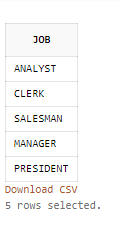 JOB
ANALYST
CLERK
SALESMAN
MANAGER
PRESIDENT
Download CSV
5 rows selected.